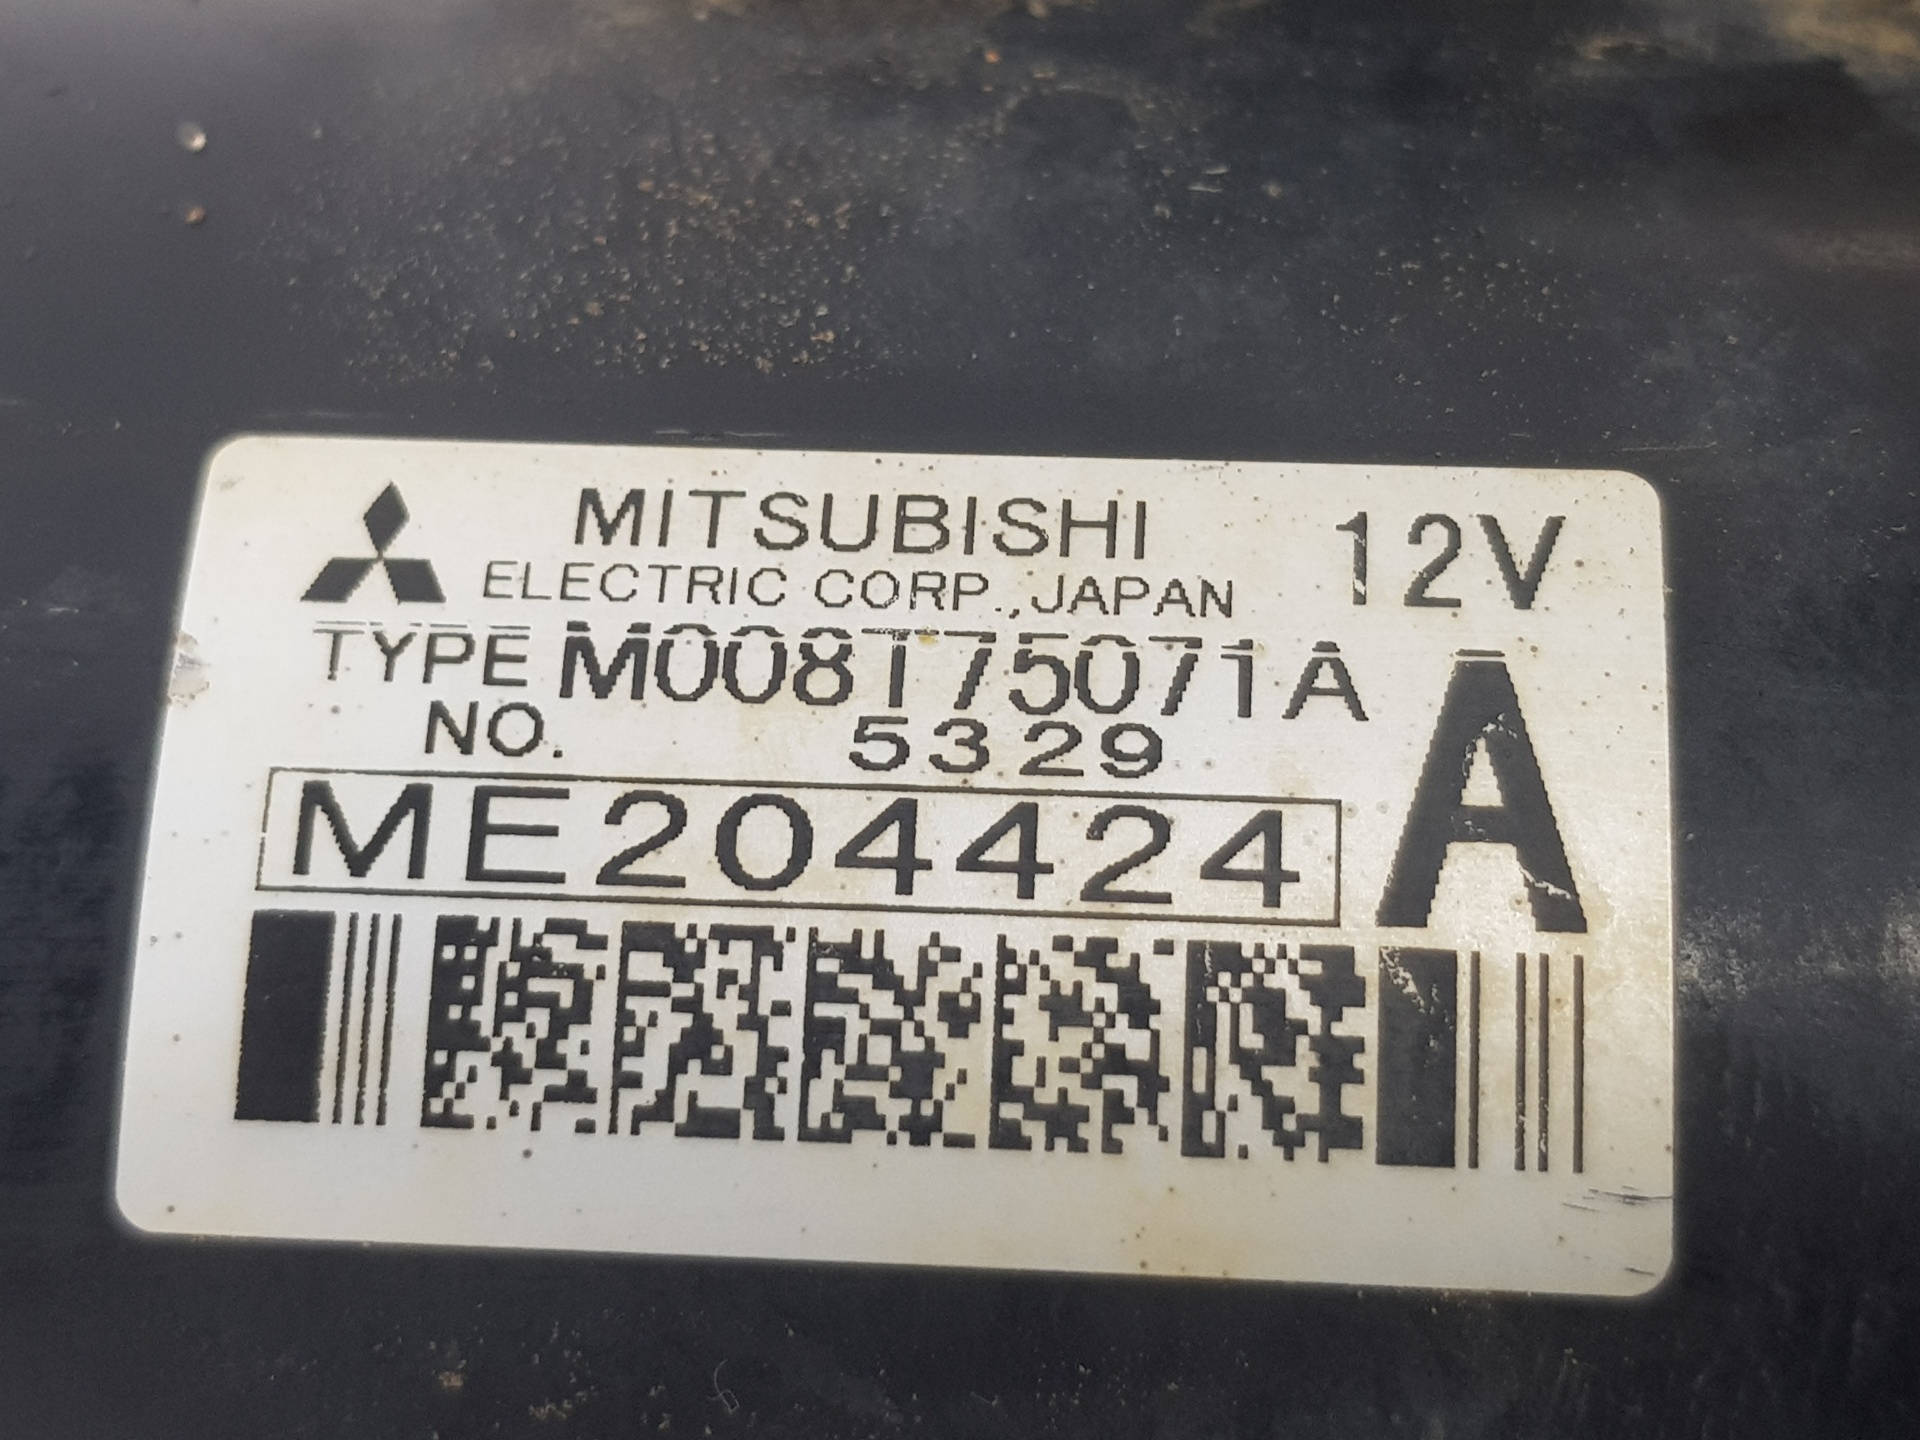 MITSUBISHI 12V
ELECTRIC CORP.,JAPAN
TYPE M008T75071A
NO. 5329
ME204424
A